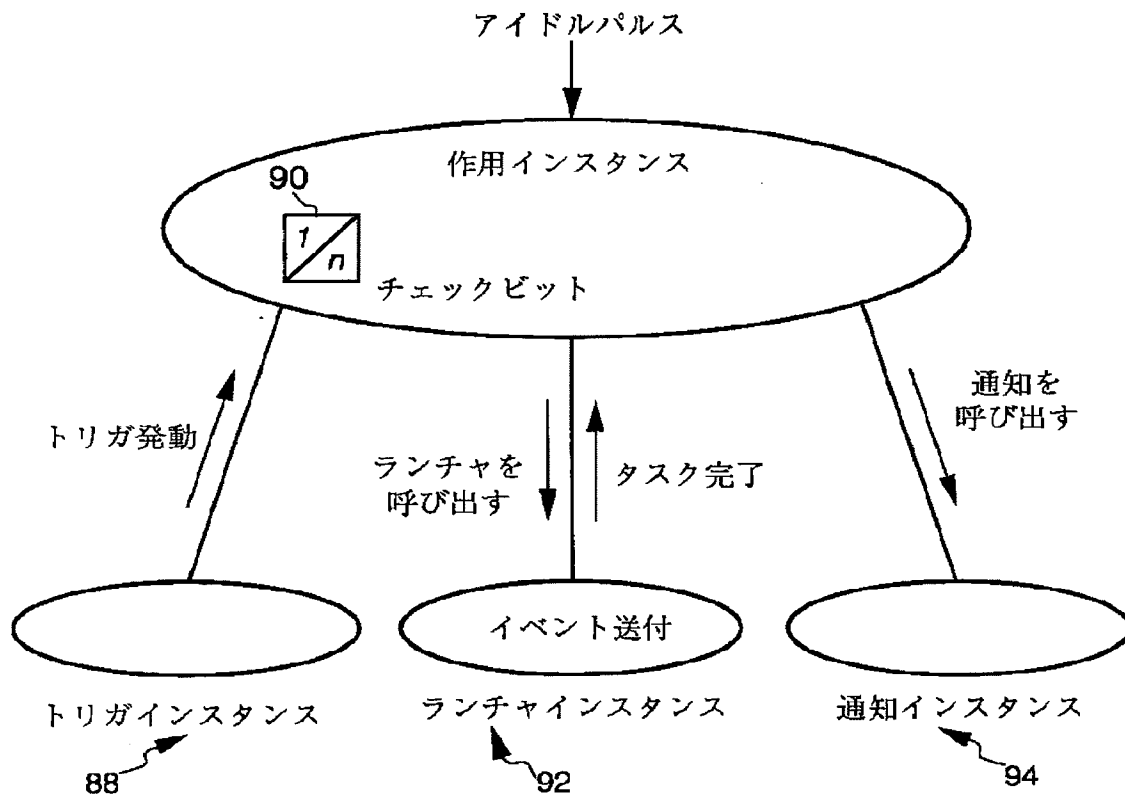 アイドルパルス
作用インスタンス
90
1
n
チェックビット
トリガ発動
ランチャを
呼び出す
タスク完了
通知を
呼び出す
イベント送付
トリガインスタンス
ランチャインスタンス
通知インスタンス
88
92
94